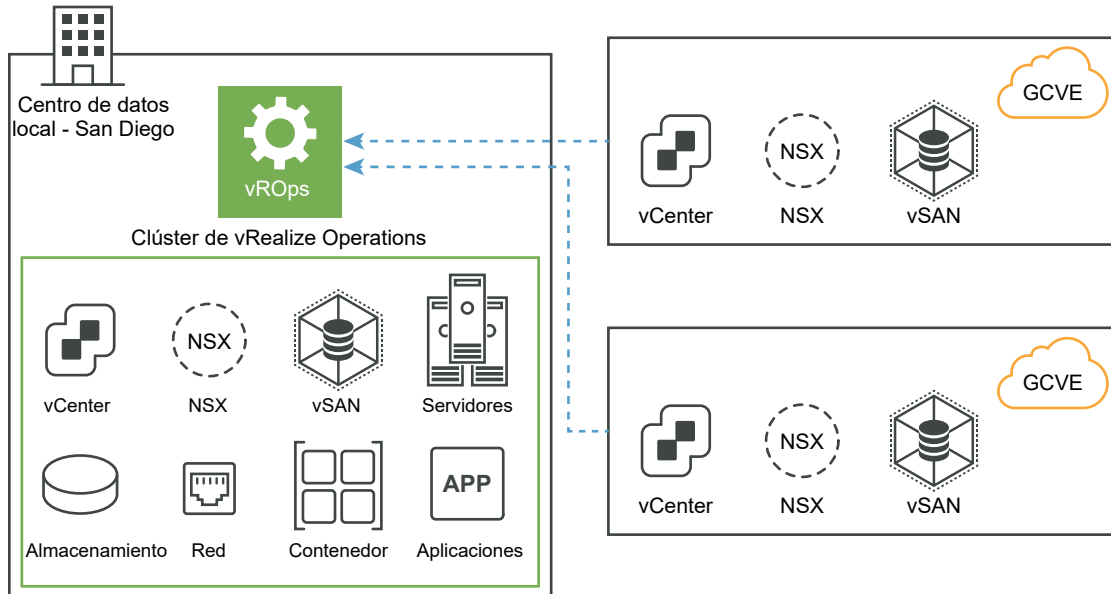 Centro de datos
local - San Diego
vROps
Clúster de vRealize Operations
NSX
vCenter
NSX
vSAN
Servidores
APP
Almacenamiento
Red
Contenedor
Aplicaciones
GCVE
NSX
vCenter
NSX
vSAN
GCVE
NSX
vCenter
NSX
vSAN